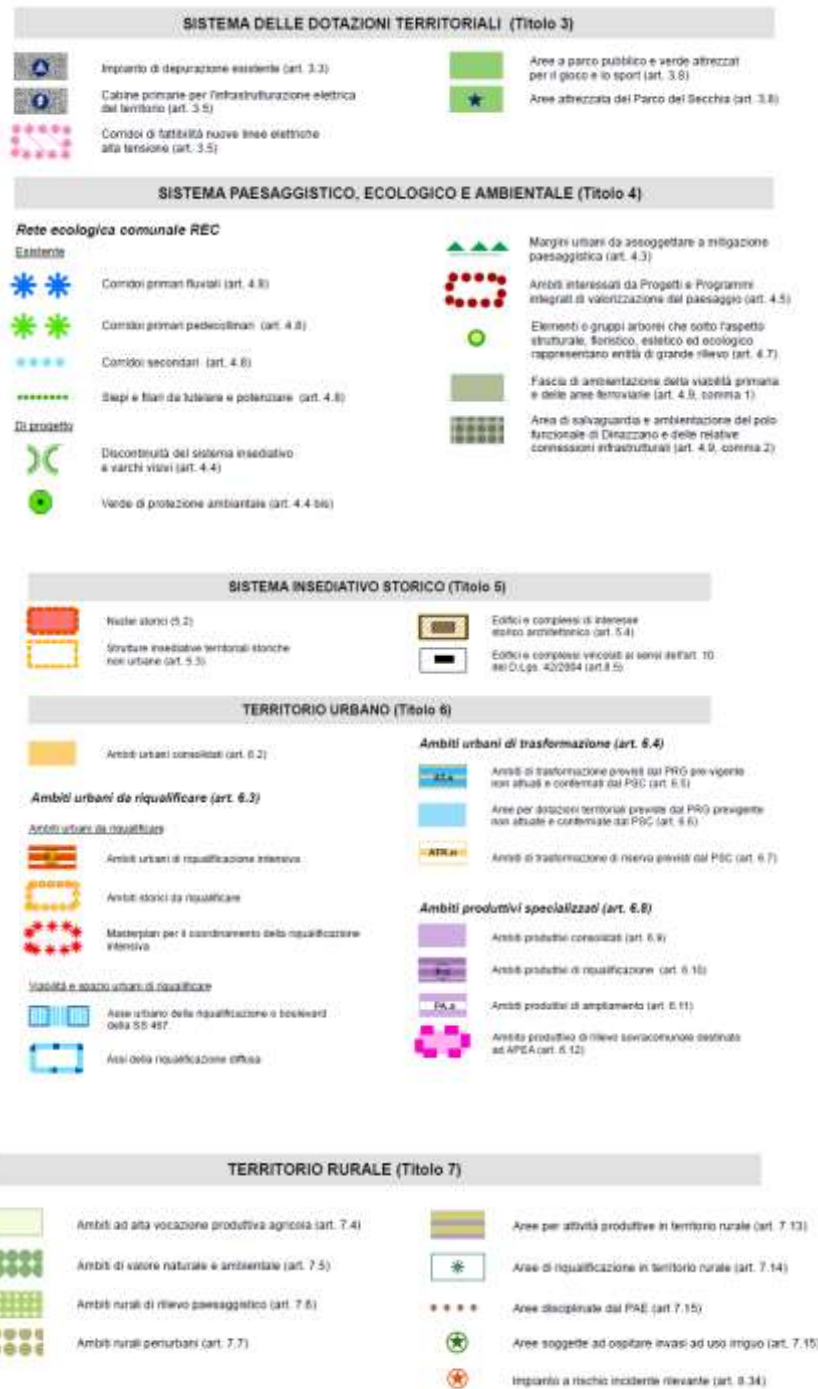 SISTEMA DELLE DOTAZIONI TERRITORIALI (Titolo 3)
Impianto di depurazione esistente (art. 3.3)
Cabine primarie per l'infrastrutturazione elettrica
del territorio (art. 3.5)
Corridoi di fattibilità nuove linee elettriche
alta tensione (art. 3.5)
Aree a parco pubblico e verde attrezzat
per il gioco e lo sport (art. 3.8)
Aree attrezzata del Parco del Secchia (art. 3.8)
SISTEMA PAESAGGISTICO, ECOLOGICO E AMBIENTALE (Titolo 4)
Rete ecologica comunale REC
Esistente
Corridoi primari fluviali (art. 4.8)
Corridoi primari pedecollinari (art. 4.8)
Corridoi secondari (art. 4.8)
Siepi e filari da tutelare e potenziare (art. 4.8)
Di progetto
Discontinuità del sistema insediativo
e varchi visivi (art. 4.4)
Verde di protezione ambientale (art. 4.4 bis)
Margini urbani da assoggettare a mitigazione
paesaggistica (art. 4.3)
Ambiti interessati da Progetti e Programmi
integrati di valorizzazione del paesaggio (art. 4.5)
Elementi o gruppi arborei che sotto l'aspetto
strutturale, floristico, estetico ed ecologico
rappresentano entità di grande rilievo (art. 4.7)
Fascia di ambientazione della viabilità primaria
e delle aree ferroviarie (art. 4.9, comma 1)
Area di salvaguardia e ambientazione del polo
funzionale di Dinazzano e delle relative
connessioni infrastrutturali (art. 4.9, comma 2)
SISTEMA INSEDIATIVO STORICO (Titolo 5)
Nuclei storici (5.2)
Strutture insediative territoriali storiche
non urbane (art. 5.3)
Edifici e complessi di interesse
storico architettonico (art. 5.4)
Edifici e complessi vincolati ai sensi dell'art. 10
del D.Lgs. 42/2004 (art.8.5)
TERRITORIO URBANO (Titolo 6)
Ambiti urbani consolidati (art. 6.2)
Ambiti urbani da riqualificare (art. 6.3)
Ambiti urbani da riqualificare
Ambiti urbani di riqualificazione intensiva
Ambiti storici da riqualificare
Masterplan per il coordinamento della riqualificazione
intensiva
Viabilità e spazio urbani di riqualificare
Asse urbano della riqualificazione o boulevard
della SS 467
Assi della riqualificazione diffusa
Ambiti urbani di trasformazione (art. 6.4)
Ambiti di trasformazione previsti dal PRG pre-vigente
non attuati e confermati dal PSC (art. 6.5)
Aree per dotazioni territoriali previste dal PRG previgente
non attuate e confermate dal PSC (art. 6.6)
ATR.n
Ambiti di trasformazione di riserva previsti dal PSC (art. 6.7)
Ambiti produttivi specializzati (art. 6.8)
Ambiti produttivi consolidati (art. 6.9)
Ambiti produttivi di riqualificazione (art. 6.10)
PA.n
Ambiti produttivi di ampliamento (art. 6.11)
Ambito produttivo di rilievo sovracomunale destinato
ad APEA (art. 6.12)
TERRITORIO RURALE (Titolo 7)
Ambiti ad alta vocazione produttiva agricola (art. 7.4)
Ambiti di valore naturale e ambientale (art. 7.5)
Ambiti rurali di rilievo paesaggistico (art. 7.6)
Ambiti rurali periurbani (art. 7.7)
Aree per attività produttive in territorio rurale (art. 7.13)
Aree di riqualificazione in territorio rurale (art. 7.14)
Aree disciplinate dal PAE (art 7.15)
Aree soggette ad ospitare invasi ad uso irriguo (art. 7.15)
Impianto a rischio incidente rilevante (art. 8.34)